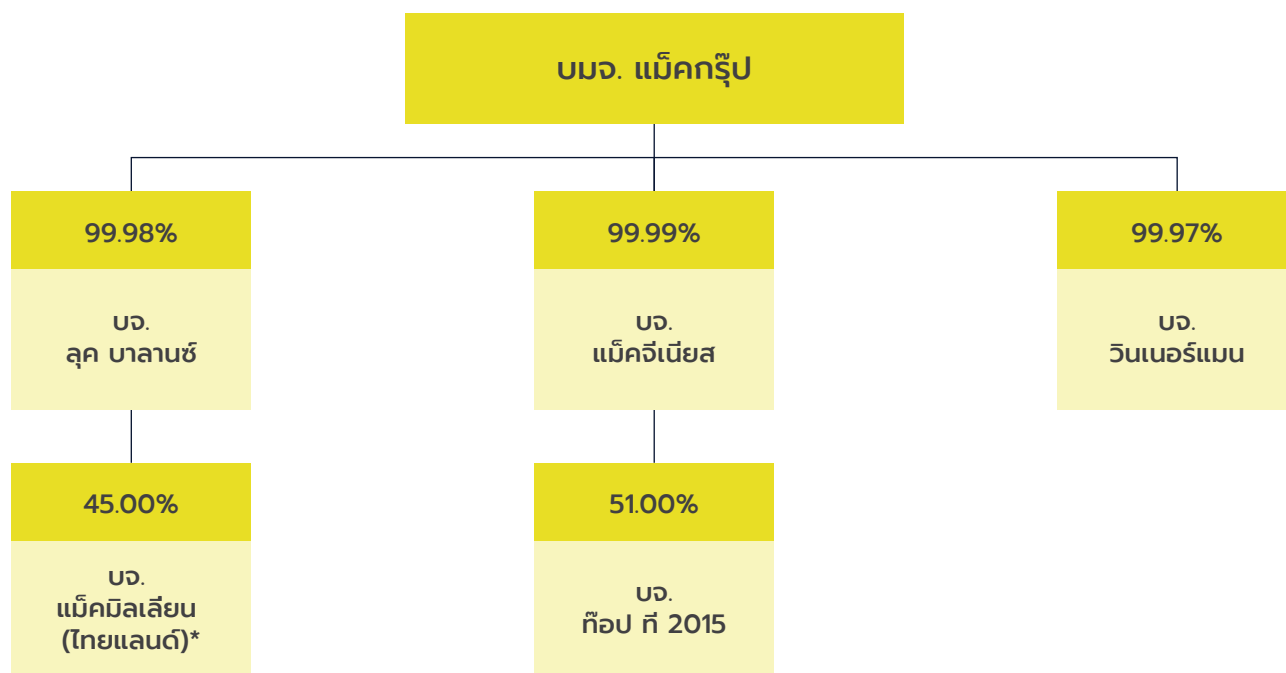 บมจ. แม็คกรุ๊ป
99.98%
99.99%
99.97%
บจ.
ลุค บาลานซ์
บจ.
แม็คจีเนียส
บจ.
วินเนอร์แมน
45.00%
51.00%
บจ.
แม็คมิลเลียน
(ไทยแลนด์)*
บจ.
ท๊อป ที 2015